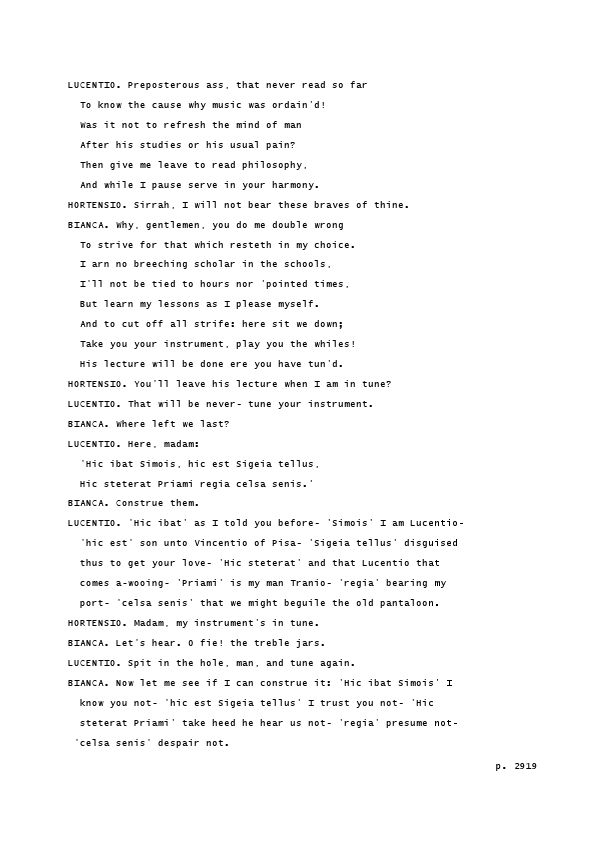 LUCENTIO. Preposterous ass, that never read so far
To know the cause why music was ordain'd!
Was it not to refresh the mind of man
After his studies or his usual pain?
Then give me leave to read philosophy,
And while I pause serve in your harmony.
HORTENSIO. Sirrah, I will not bear these braves of thine.
BIANCA. Why, gentlemen, you do me double wrong
To strive for that which resteth in my choice.
I arn no breeching scholar in the schools,
I'll not be tied to hours nor 'pointed times,
But learn my lessons as I please myself.
And to cut off all strife: here sit we down;
Take you your instrument, play you the whiles!
His lecture will be done ere you have tun'd.
HORTENSIO. You'll leave his lecture when I am in tune?
LUCENTIO. That will be never- tune your instrument.
BIANCA. Where left we last?
LUCENTIO. Here, madam:
'Hic ibat Simois, hic est Sigeia tellus,
Hic steterat Priami regia celsa senis.'
BIANCA. Construe them.
LUCENTIO. 'Hic ibat' as I told you before- 'Simois' I am Lucentio-
'hic est' son unto Vincentio of Pisa- 'Sigeia tellus' disguised
thus to get your love- 'Hic steterat' and that Lucentio that
comes a-wooing- 'Priami' is my man Tranio- 'regia' bearing my
port- 'celsa senis' that we might beguile the old pantaloon.
HORTENSIO. Madam, my instrument's in tune.
BIANCA. Let's hear. O fie! the treble jars.
LUCENTIO. Spit in the hole, man, and tune again.
BIANCA. Now let me see if I can construe it: 'Hic ibat Simois' I
know you not- 'hic est Sigeia tellus' I trust you not- 'Hic
steterat Priami' take heed he hear us not- 'regia' presume not-
'celsa senis' despair not.
p. 2919